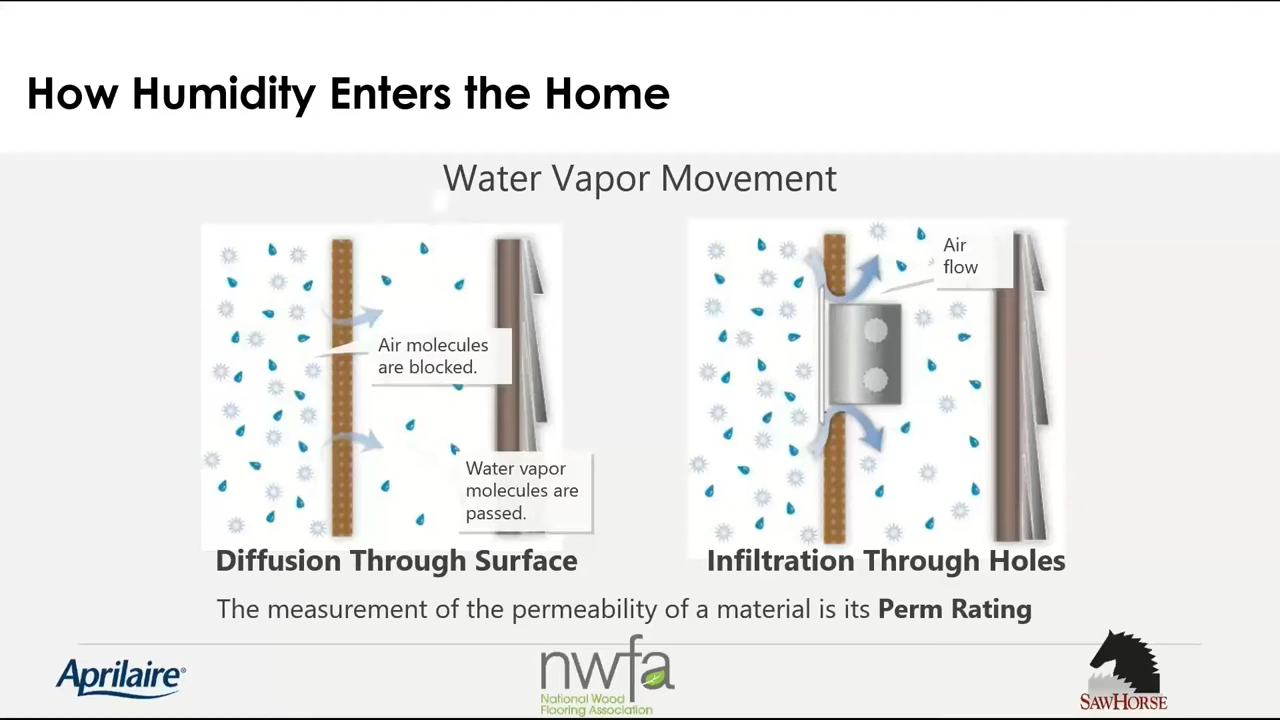 How Humidity Enters the Home
Water Vapor Movement
Air molecules
are blocked.
Water vapor
molecules are
passed.
Air
flow
Diffusion Through Surface
Infiltration Through Holes
The measurement of the permeability of a material is its Perm Rating
Aprilaire®
nwfa
National Wood
Flooring Association
SAWHORSE